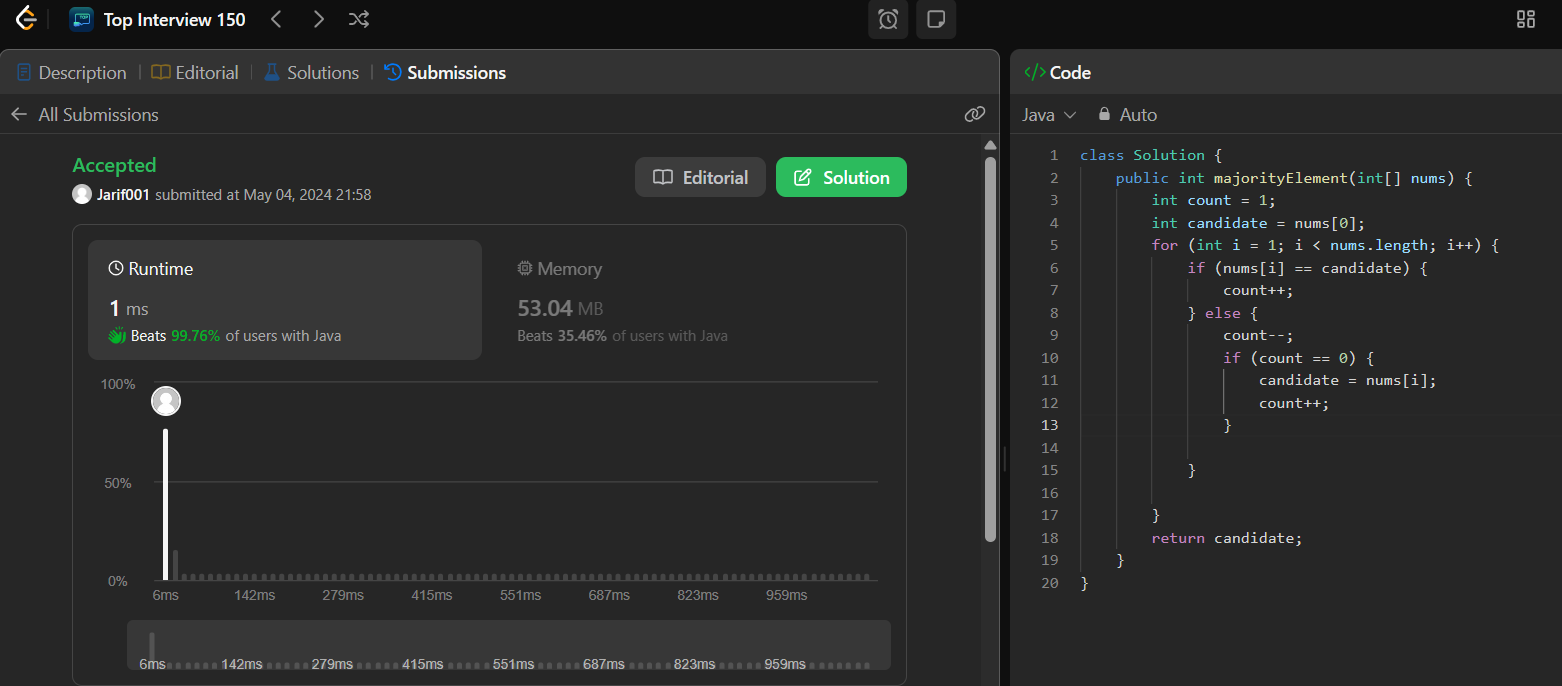 Top Interview 150
Description | Editorial | Solutions | Submissions
All Submissions
Accepted
Jarif001 submitted at May 04, 2024 21:58
Editorial
Solution
Runtime
1 ms
Beats 99.76% of users with Java
Memory
53.04 MB
Beats 35.46% of users with Java
100%
50%
0%
6ms 142ms 279ms 415ms 551ms 687ms 823ms 959ms
6ms 142ms 279ms 415ms 551ms 687ms 823ms 959ms
</> Code
Java Auto
1 class Solution {
2     public int majorityElement(int[] nums) {
3         int count = 1;
4         int candidate = nums[0];
5         for (int i = 1; i < nums.length; i++) {
6             if (nums[i] == candidate) {
7                 count++;
8             } else {
9                 count--;
10                 if (count == 0) {
11                     candidate = nums[i];
12                     count++;
13                 }
14
15             }
16
17         }
18         return candidate;
19     }
20 }